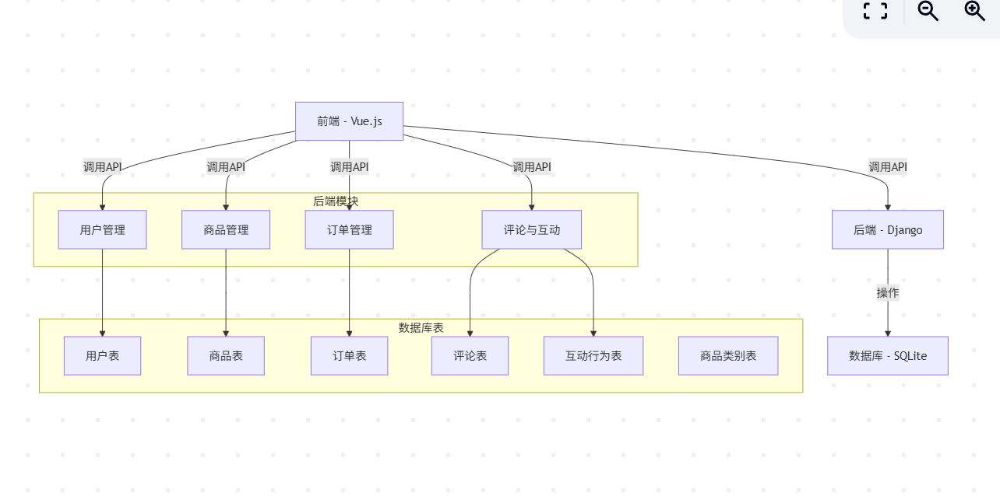 前端 - Vue.js
调用API
调用API
调用API
调用API
调用API
后端模块
用户管理
商品管理
订单管理
评论与互动
后端 - Django
操作
数据库表
用户表
商品表
订单表
评论表
互动行为表
商品类别表
数据库 - SQLite